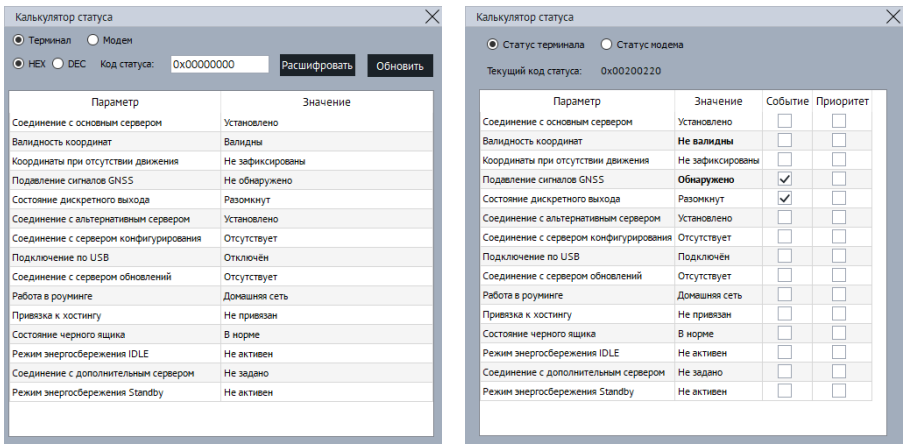 Калькулятор статуса
Терминал Модем
HEX DEC Код статуса: 0x00000000 Расшифровать Обновить
Параметр Значение
Соединение с основным сервером Установлено
Валидность координат Валидны
Координаты при отсутствии движения Не зафиксированы
Подавление сигналов GNSS Не обнаружено
Состояние дискретного выхода Разомкнут
Соединение с альтернативным сервером Установлено
Соединение с сервером конфигурирования Отсутствует
Подключение по USB Отключён
Соединение с сервером обновлений Отсутствует
Работа в роуминге Домашняя сеть
Привязка к хостингу Не привязан
Состояние черного ящика В норме
Режим энергосбережения IDLE Не активен
Соединение с дополнительным сервером Не задано
Режим энергосбережения Standby Не активен
Калькулятор статуса
Статус терминала Статус модема
Текущий код статуса: 0x00200220
Параметр Значение Событие Приоритет
Соединение с основным сервером Установлено
Валидность координат Не валидны
Координаты при отсутствии движения Не зафиксированы
Подавление сигналов GNSS Обнаружено
Состояние дискретного выхода Разомкнут
Соединение с альтернативным сервером Установлено
Соединение с сервером конфигурирования Отсутствует
Подключение по USB Подключён
Соединение с сервером обновлений Отсутствует
Работа в роуминге Домашняя сеть
Привязка к хостингу Не привязан
Состояние черного ящика В норме
Режим энергосбережения IDLE Не активен
Соединение с дополнительным сервером Не задано
Режим энергосбережения Standby Не активен